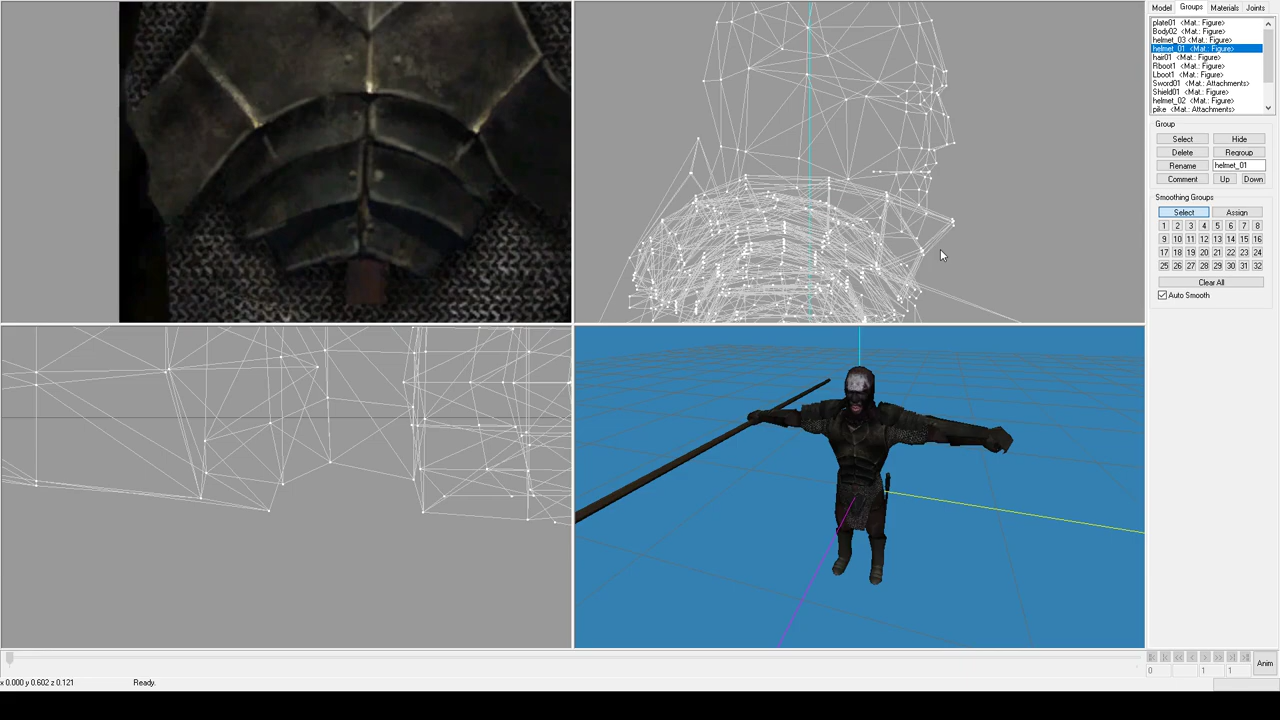 Model Groups Materials Joints
plate01 <Mat.: Figure>
Body02 <Mat.: Figure>
helmet_03 <Mat.: Figure>
helmet_01 <Mat.: Figure>
hair01 <Mat.: Figure>
Rboot1 <Mat.: Figure>
Lboot1 <Mat.: Figure>
Sword01 <Mat.: Attachments>
Shield01 <Mat.: Figure>
helmet_02 <Mat.: Figure>
pike <Mat.: Attachments>
Group
Select Hide
Delete Regroup
Rename helmet_01
Comment Up Down
Smoothing Groups
Select Assign
1 2 3 4 5 6 7 8
9 10 11 12 13 14 15 16
17 18 19 20 21 22 23 24
25 26 27 28 29 30 31 32
Clear All
Auto Smooth
Anim
0 1 1
x 0.000 y 0.602 z 0.121 Ready.